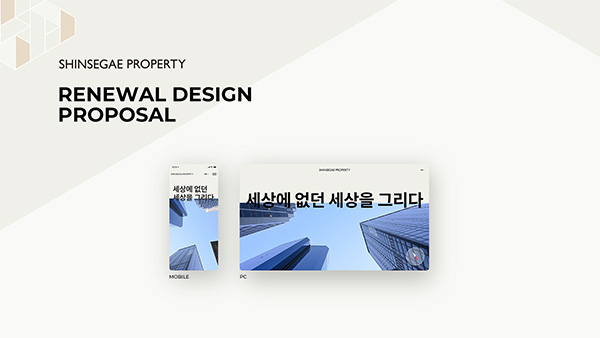 SHINSEGAE PROPERTY
RENEWAL DESIGN
PROPOSAL
SHINSEGAE PROPERTY
세상에 없던
세상을 그리다
MOBILE
SHINSEGAE PROPERTY
세상에 없던 세상을 그리다
PC